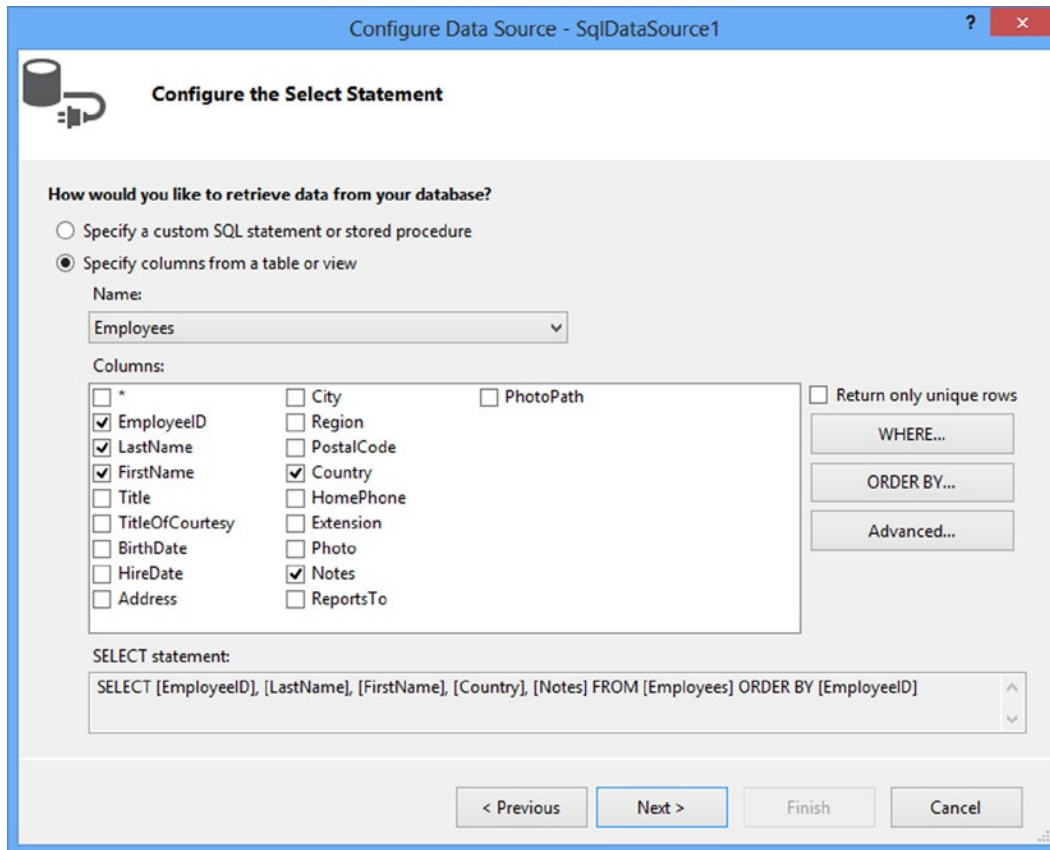 Configure Data Source - SqlDataSource1
?
Configure the Select Statement
How would you like to retrieve data from your database?
Specify a custom SQL statement or stored procedure
Specify columns from a table or view
Name:
Employees
Columns:
*
EmployeeID
LastName
FirstName
Title
TitleOfCourtesy
BirthDate
HireDate
Address
City
Region
PostalCode
Country
HomePhone
Extension
Photo
Notes
ReportsTo
PhotoPath
Return only unique rows
WHERE...
ORDER BY...
Advanced...
SELECT statement:
SELECT [EmployeeID], [LastName], [FirstName], [Country], [Notes] FROM [Employees] ORDER BY [EmployeeID]
< Previous
Next >
Finish
Cancel